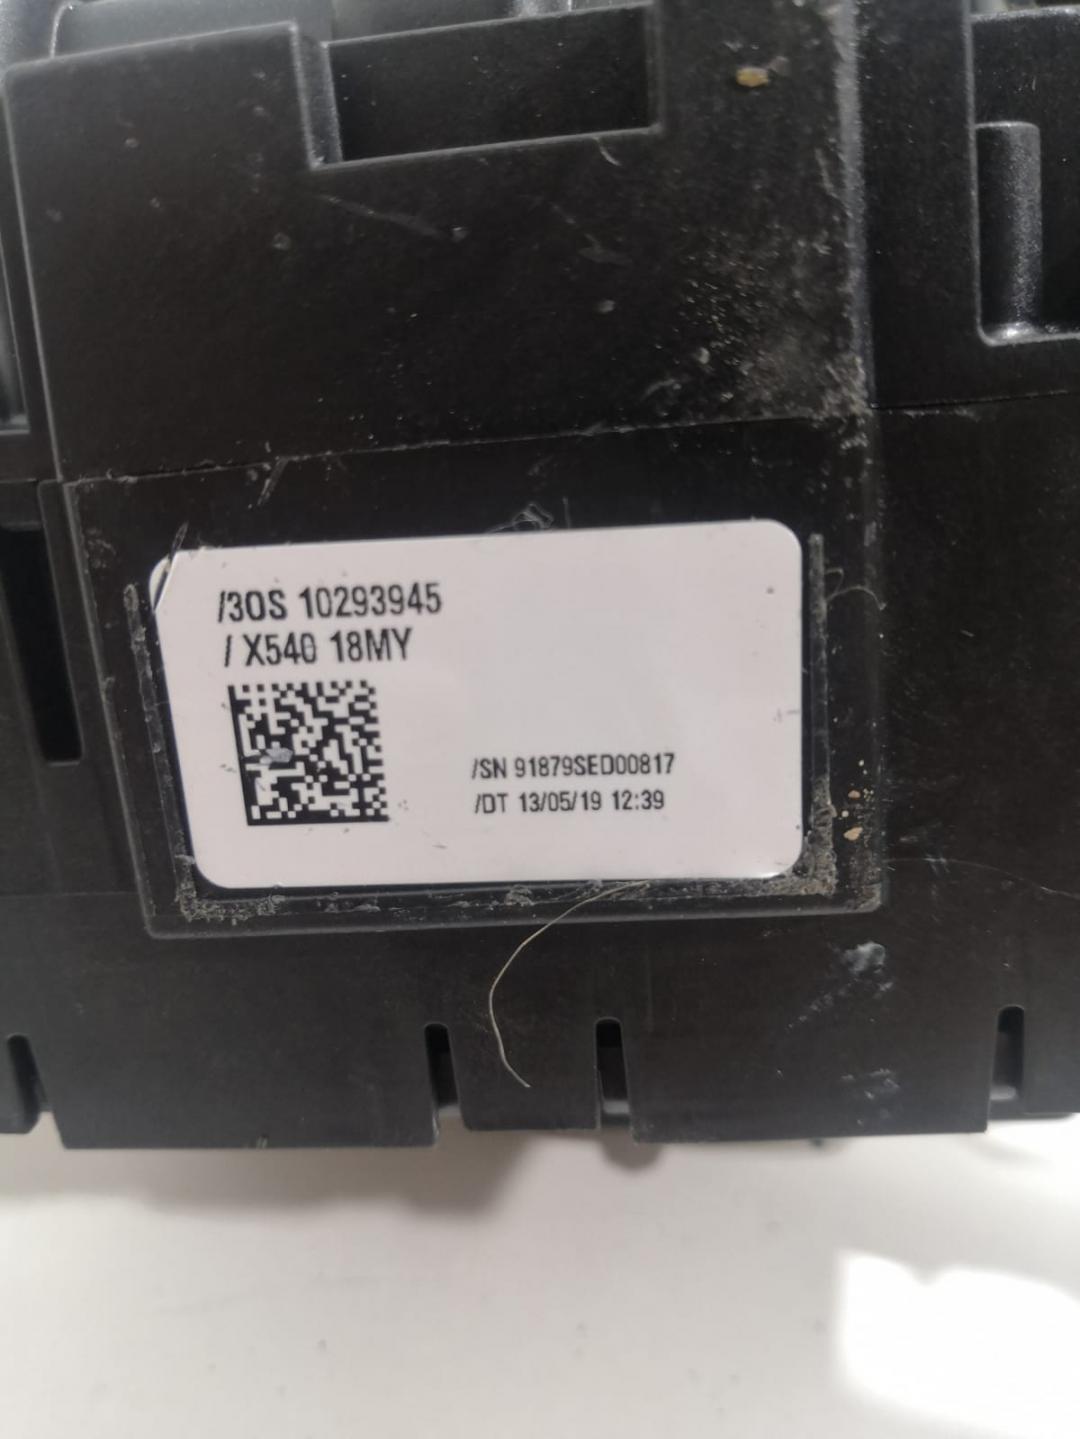 /3OS 10293945
/ X540 18MY
/SN 91879SED00817
/DT 13/05/19 12:39